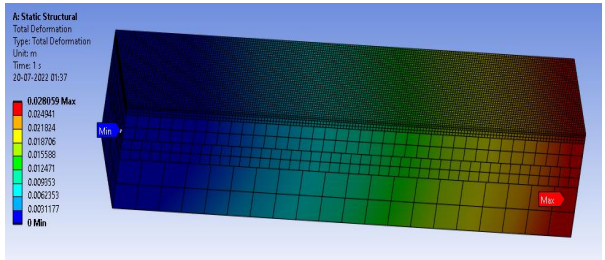 A: Static Structural
Total Deformation
Type: Total Deformation
Unit: m
Time: 1 s
20-07-2022 01:37
0.028059 Max
0.024941
0.021824
0.018706
0.015588
0.012471
0.009353
0.0062353
0.0031177
0 Min
Min
Max